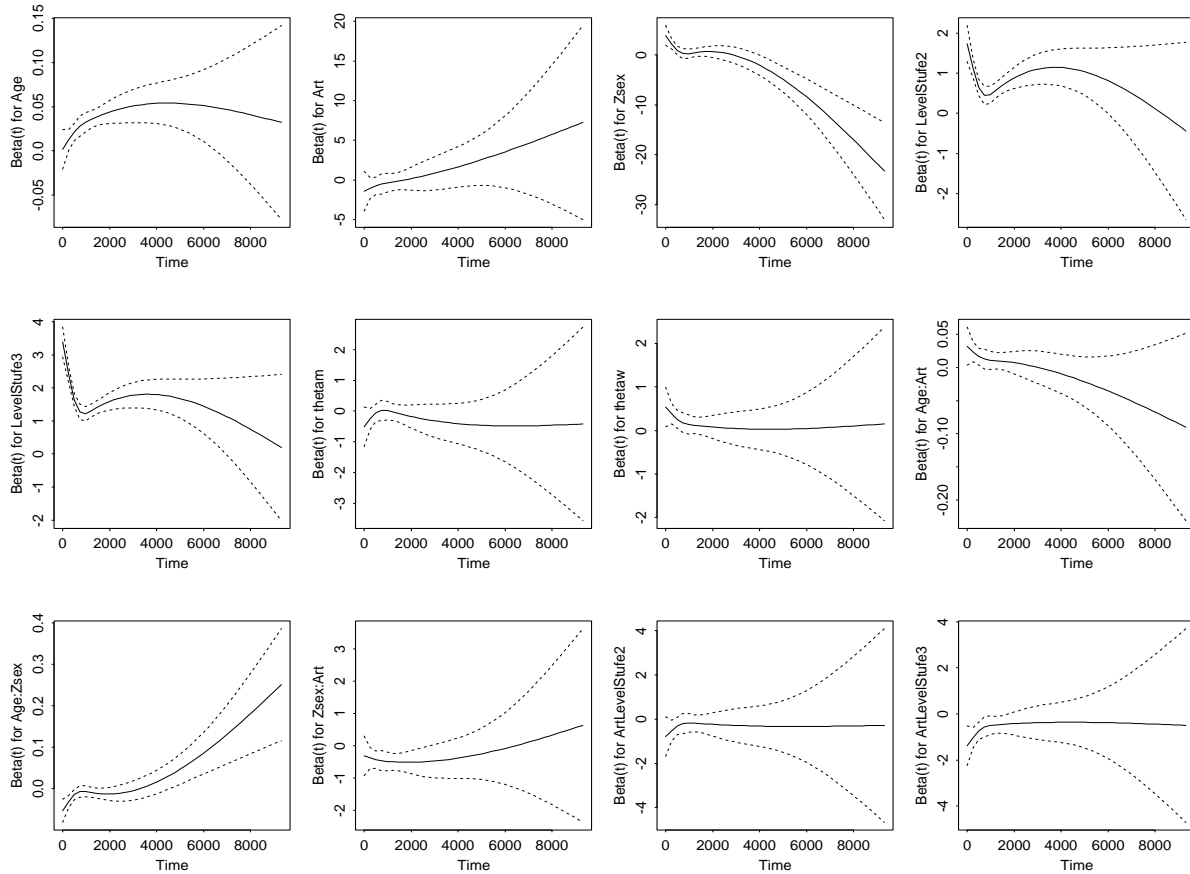 Beta(t) for Age
0.15
0.10
0.05
0.0
-0.05
0 2000 4000 6000 8000
Time
Beta(t) for Art
20
15
10
5
0
-5
0 2000 4000 6000 8000
Time
Beta(t) for Zsex
0
-10
-20
-30
0 2000 4000 6000 8000
Time
Beta(t) for LevelStufe2
2
1
0
-1
-2
0 2000 4000 6000 8000
Time
Beta(t) for LevelStufe3
4
3
2
1
0
-1
-2
0 2000 4000 6000 8000
Time
Beta(t) for thetam
2
1
0
-1
-2
-3
0 2000 4000 6000 8000
Time
Beta(t) for thetaw
2
1
0
-1
-2
0 2000 4000 6000 8000
Time
Beta(t) for Age:Art
0.05
0.0
-0.10
-0.20
0 2000 4000 6000 8000
Time
Beta(t) for Age:Zsex
0.4
0.3
0.2
0.1
0.0
0 2000 4000 6000 8000
Time
Beta(t) for Zsex:Art
3
2
1
0
-1
-2
0 2000 4000 6000 8000
Time
Beta(t) for ArtLevelStufe2
4
2
0
-2
-4
0 2000 4000 6000 8000
Time
Beta(t) for ArtLevelStufe3
4
2
0
-2
-4
0 2000 4000 6000 8000
Time